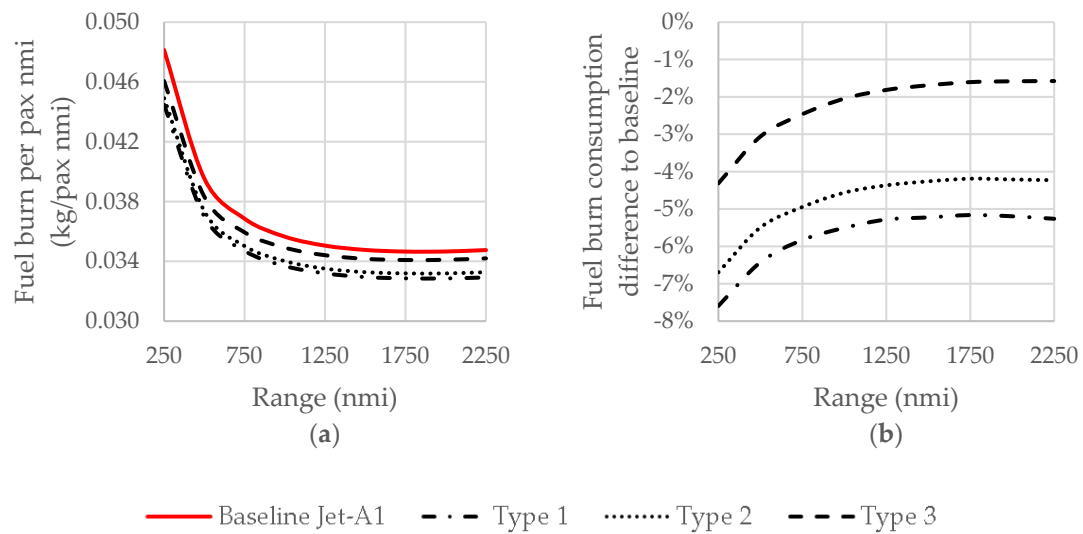 Fuel burn per pax nmi
(kg/pax nmi)
0.050
0.046
0.042
0.038
0.034
0.030
250
750
1250
1750
2250
Range (nmi)
(a)
Fuel burn consumption
difference to baseline
0%
-1%
-2%
-3%
-4%
-5%
-6%
-7%
-8%
250
750
1250
1750
2250
Range (nmi)
(b)
Baseline Jet-A1
Type 1
Type 2
Type 3